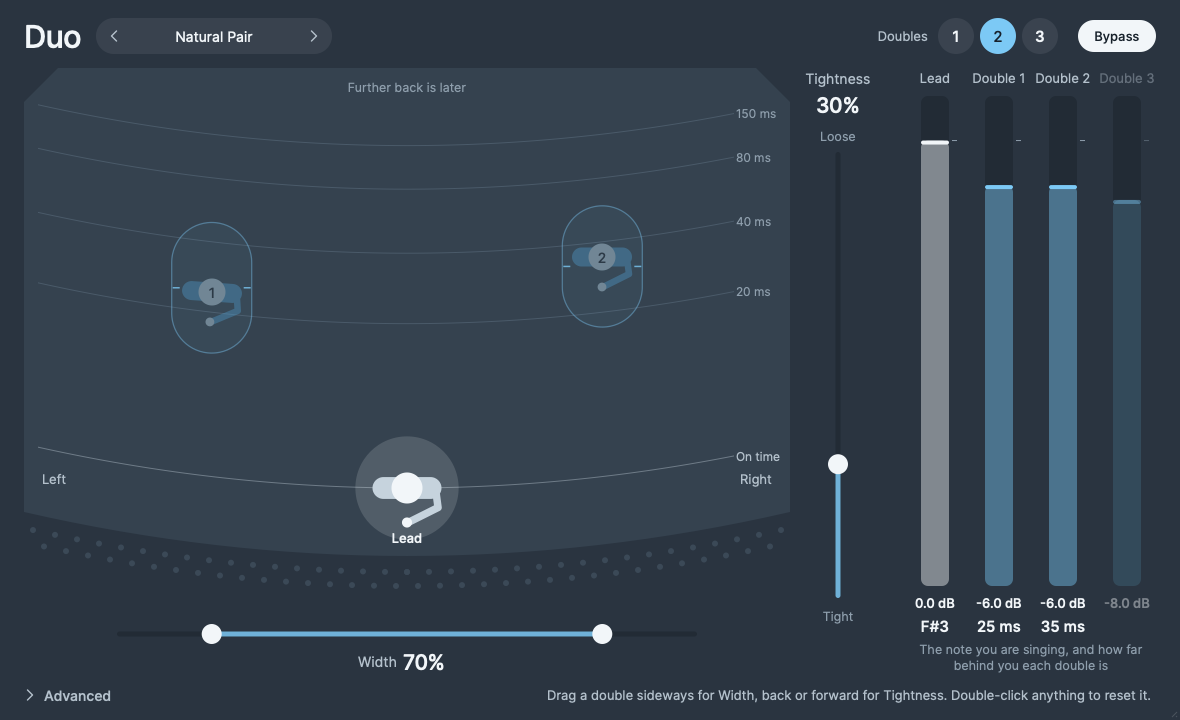 Duo
Natural Pair
Doubles 1 2 3 Bypass
Further back is later
150 ms
80 ms
40 ms
20 ms
1
2
On time
Left
Right
Lead
Width 70%
Tightness
30%
Loose
Tight
Lead Double 1 Double 2 Double 3
0.0 dB -6.0 dB -6.0 dB -8.0 dB
F#3 25 ms 35 ms
The note you are singing, and how far
behind you each double is
Advanced
Drag a double sideways for Width, back or forward for Tightness. Double-click anything to reset it.